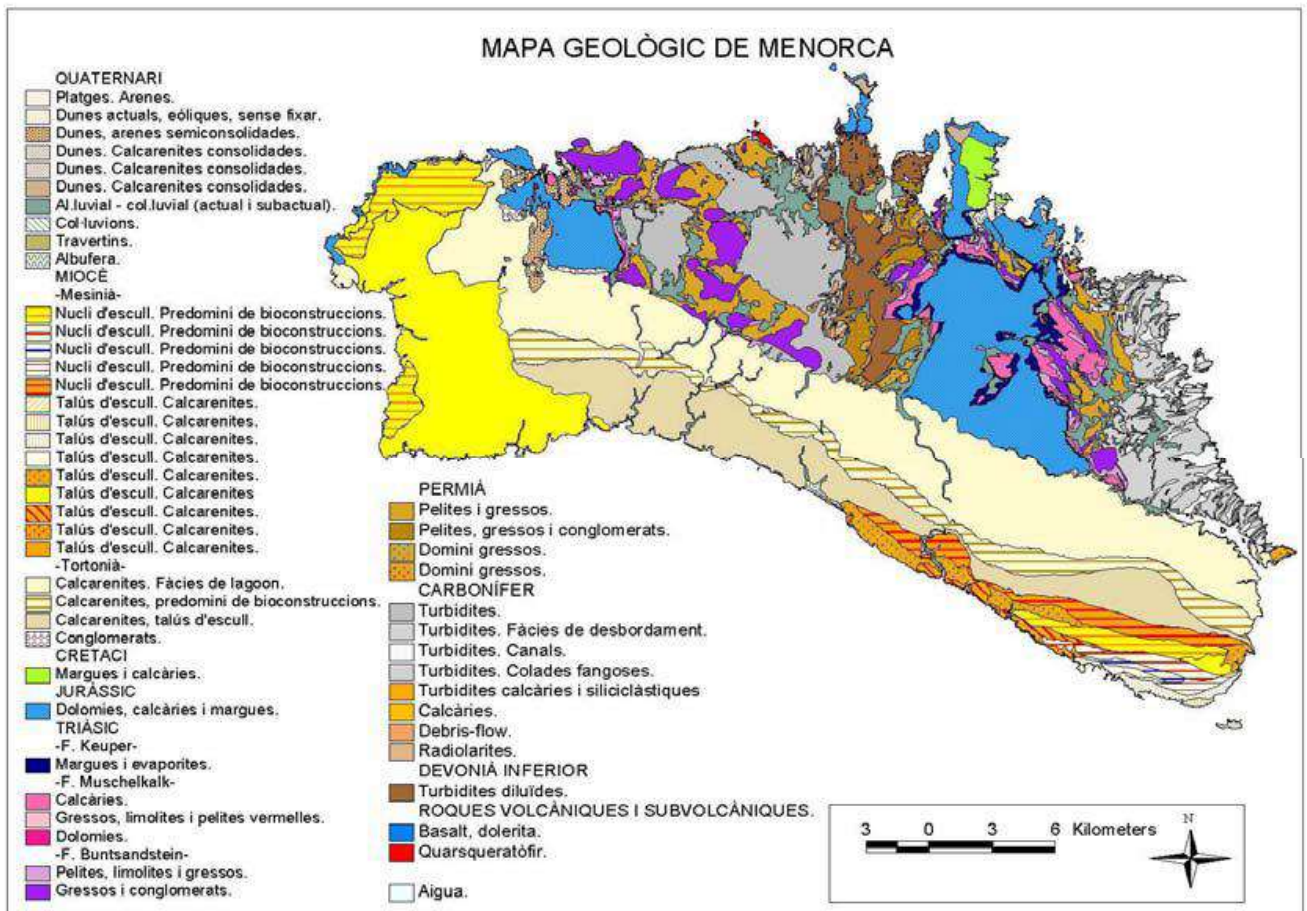 MAPA GEOLÒGIC DE MENORCA
QUATERNARI
Platges. Arenes.
Dunes actuals, eóliques, sense fixar.
Dunes, arenes semiconsolidades.
Dunes. Calcarenites consolidades.
Dunes. Calcarenites consolidades.
Dunes. Calcarenites consolidades.
Al.luvial - col.luvial (actual i subactual).
Col·luvions.
Travertins.
Albufera.
MIOCÈ
-Mesinià-
Nucli d'escull. Predomini de bioconstruccions.
Nucli d'escull. Predomini de bioconstruccions.
Nucli d'escull. Predomini de bioconstruccions.
Nucli d'escull. Predomini de bioconstruccions.
Nucli d'escull. Predomini de bioconstruccions.
Talús d'escull. Calcarenites.
Talús d'escull. Calcarenites.
Talús d'escull. Calcarenites.
Talús d'escull. Calcarenites.
Talús d'escull. Calcarenites.
Talús d'escull. Calcarenites
Talús d'escull. Calcarenites.
Talús d'escull. Calcarenites.
Talús d'escull. Calcarenites.
-Tortonià-
Calcarenites. Fàcies de lagoon.
Calcarenites, predomini de bioconstruccions.
Calcarenites, talús d'escull.
Conglomerats.
CRETACI
Margues i calcàries.
JURÀSSIC
Dolomies, calcàries i margues.
TRIÀSIC
-F. Keuper-
Margues i evaporites.
-F. Muschelkalk-
Calcàries.
Gressos, limolites i pelites vermelles.
Dolomies.
-F. Buntsandstein-
Pelites, limolites i gressos.
Gressos i conglomerats.
PERMIÀ
Pelites i gressos.
Pelites, gressos i conglomerats.
Domini gressos.
Domini gressos.
CARBONÍFER
Turbidites.
Turbidites. Fàcies de desbordament.
Turbidites. Canals.
Turbidites. Colades fangoses.
Turbidites calcàries i siliciclàstiques
Calcàries.
Debris-flow.
Radiolarites.
DEVONIÀ INFERIOR
Turbidites diluïdes.
ROQUES VOLCÀNIQUES I SUBVOLCÀNIQUES.
Basalt, dolerita.
Quarsqueratòfir.
Aigua.
3 0 3 6 Kilometers
N